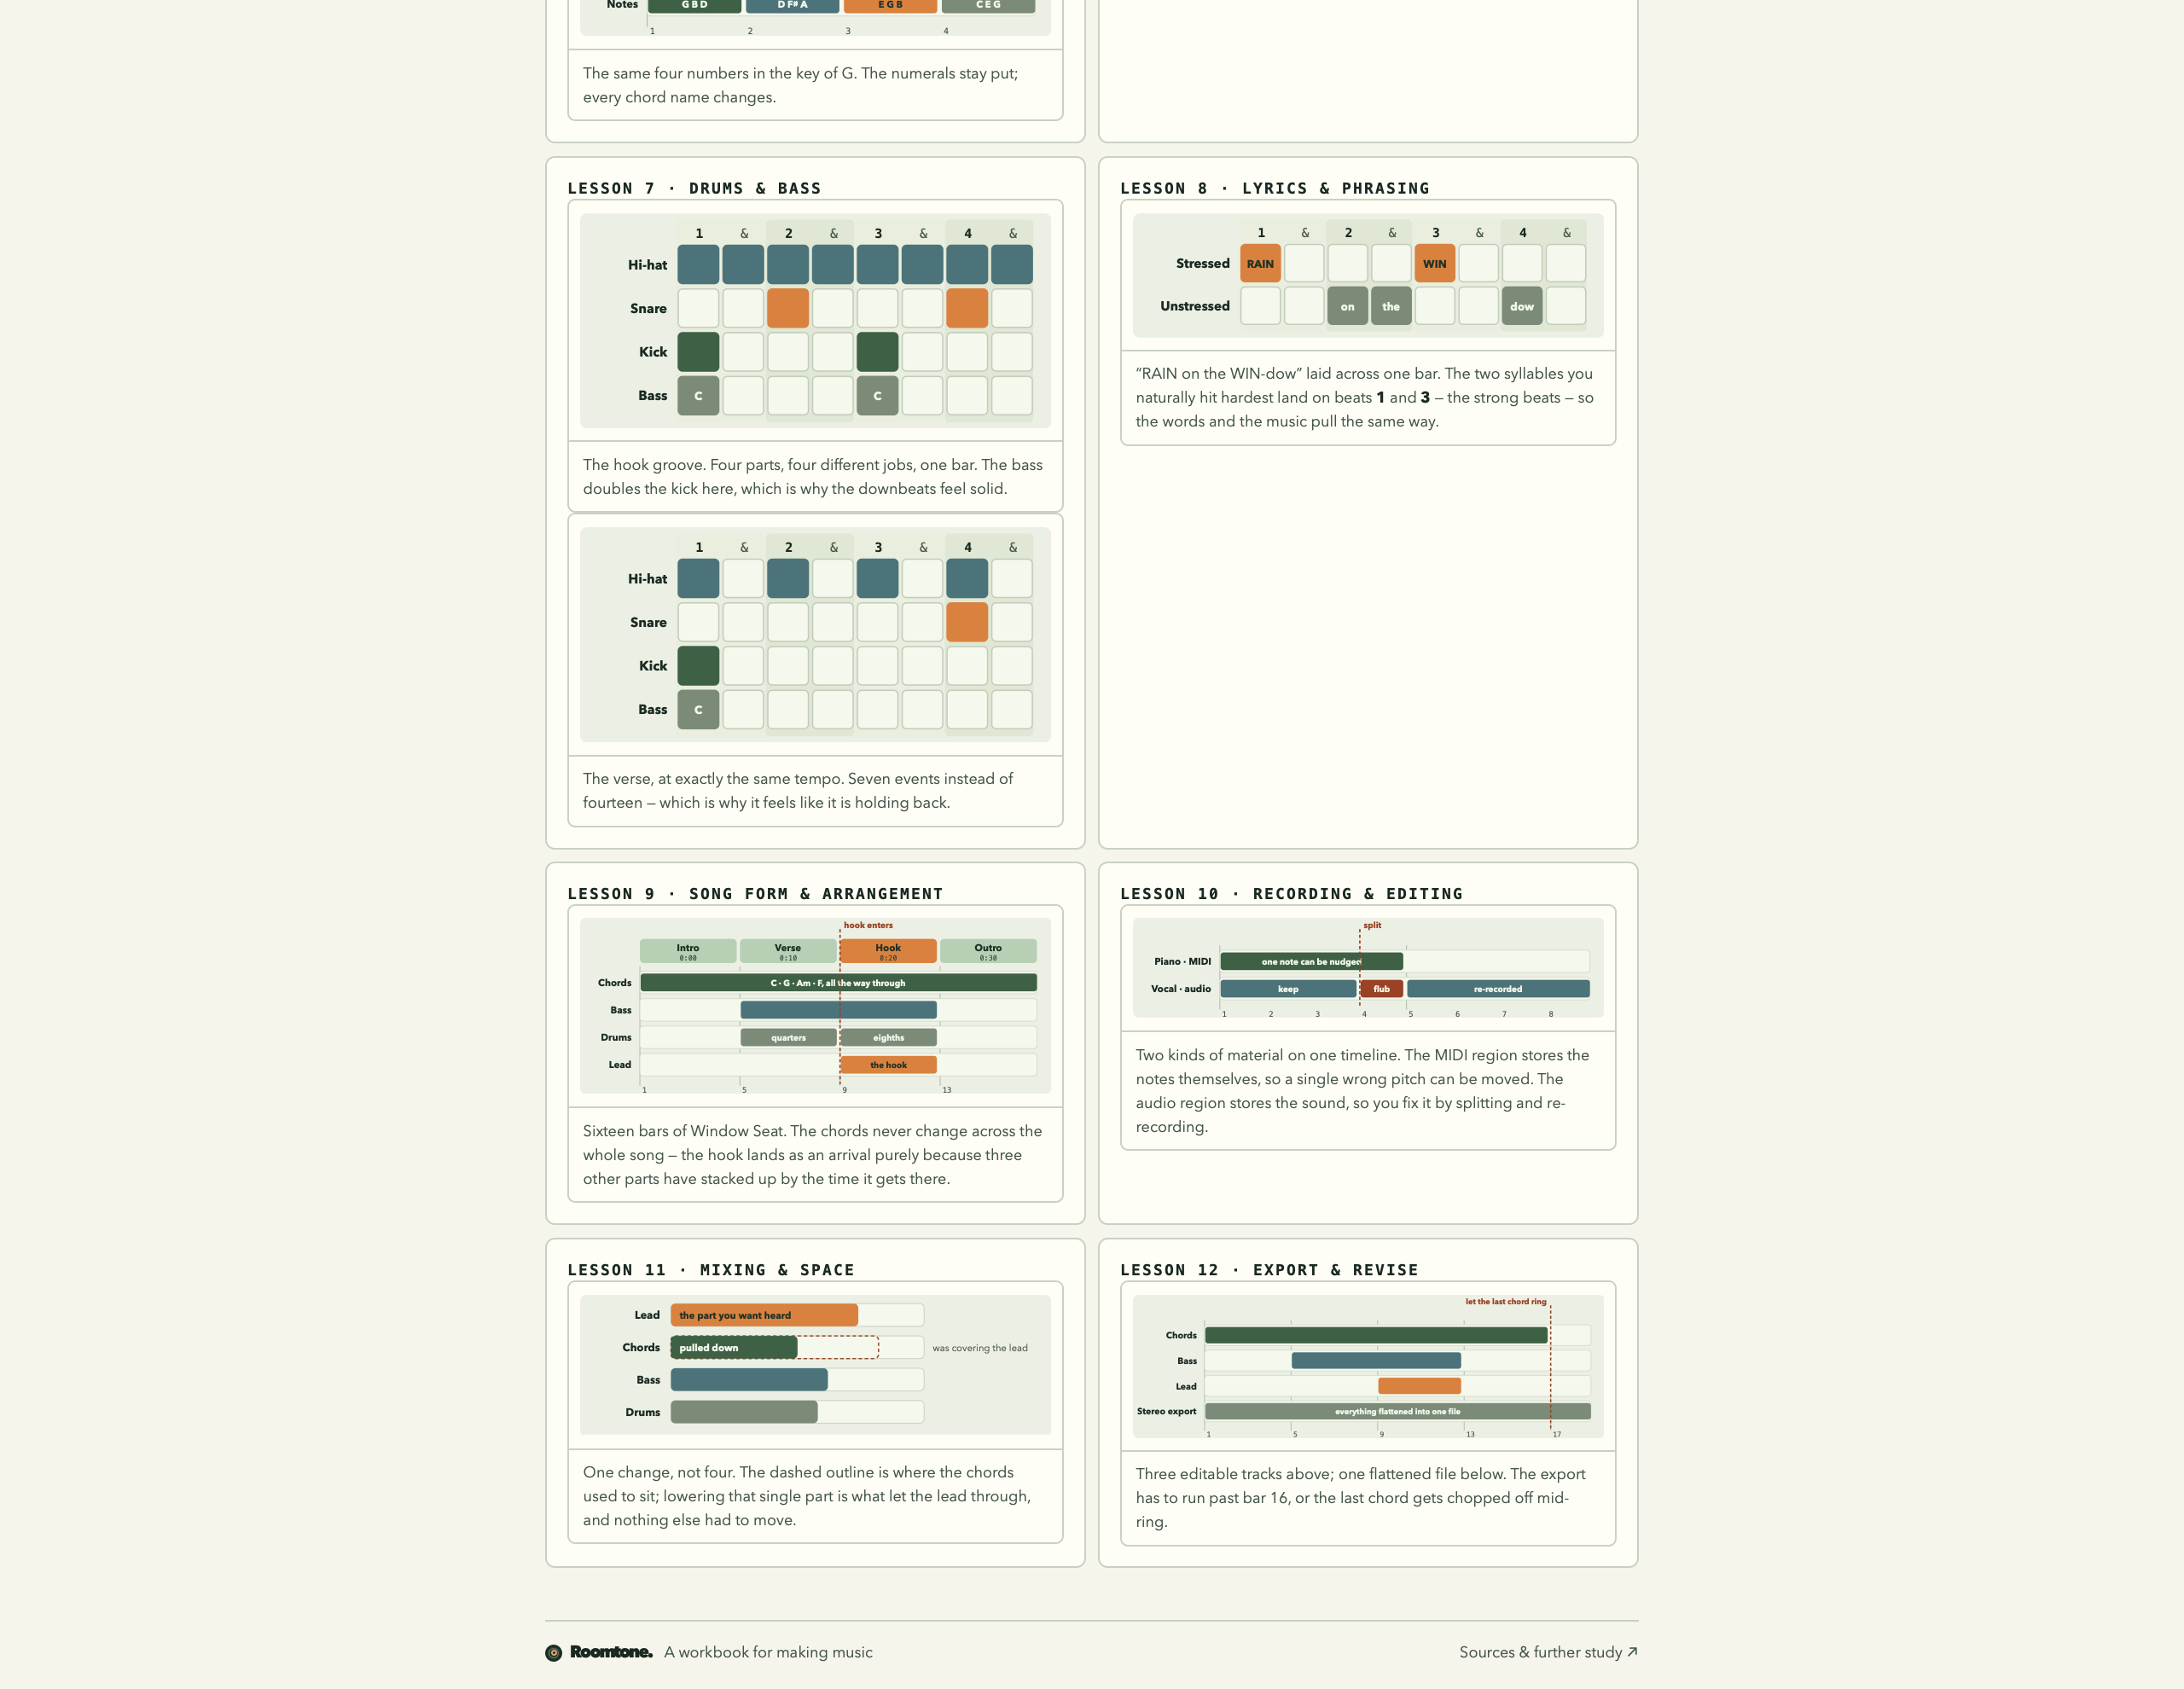 Notes G B D D F# A E G B C E G
1 2 3 4
The same four numbers in the key of G. The numerals stay put;
every chord name changes.
LESSON 7 · DRUMS & BASS
1 & 2 & 3 & 4 &
Hi-hat
Snare
Kick
Bass C C
The hook groove. Four parts, four different jobs, one bar. The bass
doubles the kick here, which is why the downbeats feel solid.
1 & 2 & 3 & 4 &
Hi-hat
Snare
Kick
Bass C
The verse, at exactly the same tempo. Seven events instead of
fourteen – which is why it feels like it is holding back.
LESSON 8 · LYRICS & PHRASING
1 & 2 & 3 & 4 &
Stressed RAIN WIN
Unstressed on the dow
“RAIN on the WIN-dow” laid across one bar. The two syllables you
naturally hit hardest land on beats 1 and 3 – the strong beats – so
the words and the music pull the same way.
LESSON 9 · SONG FORM & ARRANGEMENT
hook enters
Intro Verse Hook Outro
0:00 0:10 0:20 0:30
Chords C · G · Am · F, all the way through
Bass
Drums quarters eighths
Lead the hook
1 5 9 13
Sixteen bars of Window Seat. The chords never change across the
whole song – the hook lands as an arrival purely because three
other parts have stacked up by the time it gets there.
LESSON 10 · RECORDING & EDITING
split
Piano · MIDI one note can be nudged
Vocal · audio keep flub re-recorded
1 2 3 4 5 6 7 8
Two kinds of material on one timeline. The MIDI region stores the
notes themselves, so a single wrong pitch can be moved. The
audio region stores the sound, so you fix it by splitting and re-
recording.
LESSON 11 · MIXING & SPACE
Lead the part you want heard
Chords pulled down was covering the lead
Bass
Drums
One change, not four. The dashed outline is where the chords
used to sit; lowering that single part is what let the lead through,
and nothing else had to move.
LESSON 12 · EXPORT & REVISE
let the last chord ring
Chords
Bass
Lead
Stereo export everything flattened into one file
1 5 9 13 17
Three editable tracks above; one flattened file below. The export
has to run past bar 16, or the last chord gets chopped off mid-
ring.
Roomtone. A workbook for making music
Sources & further study ↗